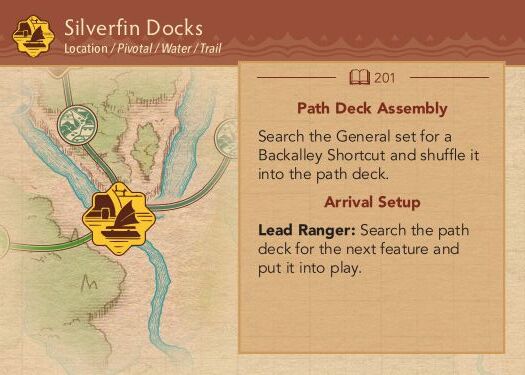 Silverfin Docks
Location / Pivotal / Water / Trail
201
Path Deck Assembly
Search the General set for a
Backalley Shortcut and shuffle it
into the path deck.
Arrival Setup
Lead Ranger: Search the path
deck for the next feature and
put it into play.